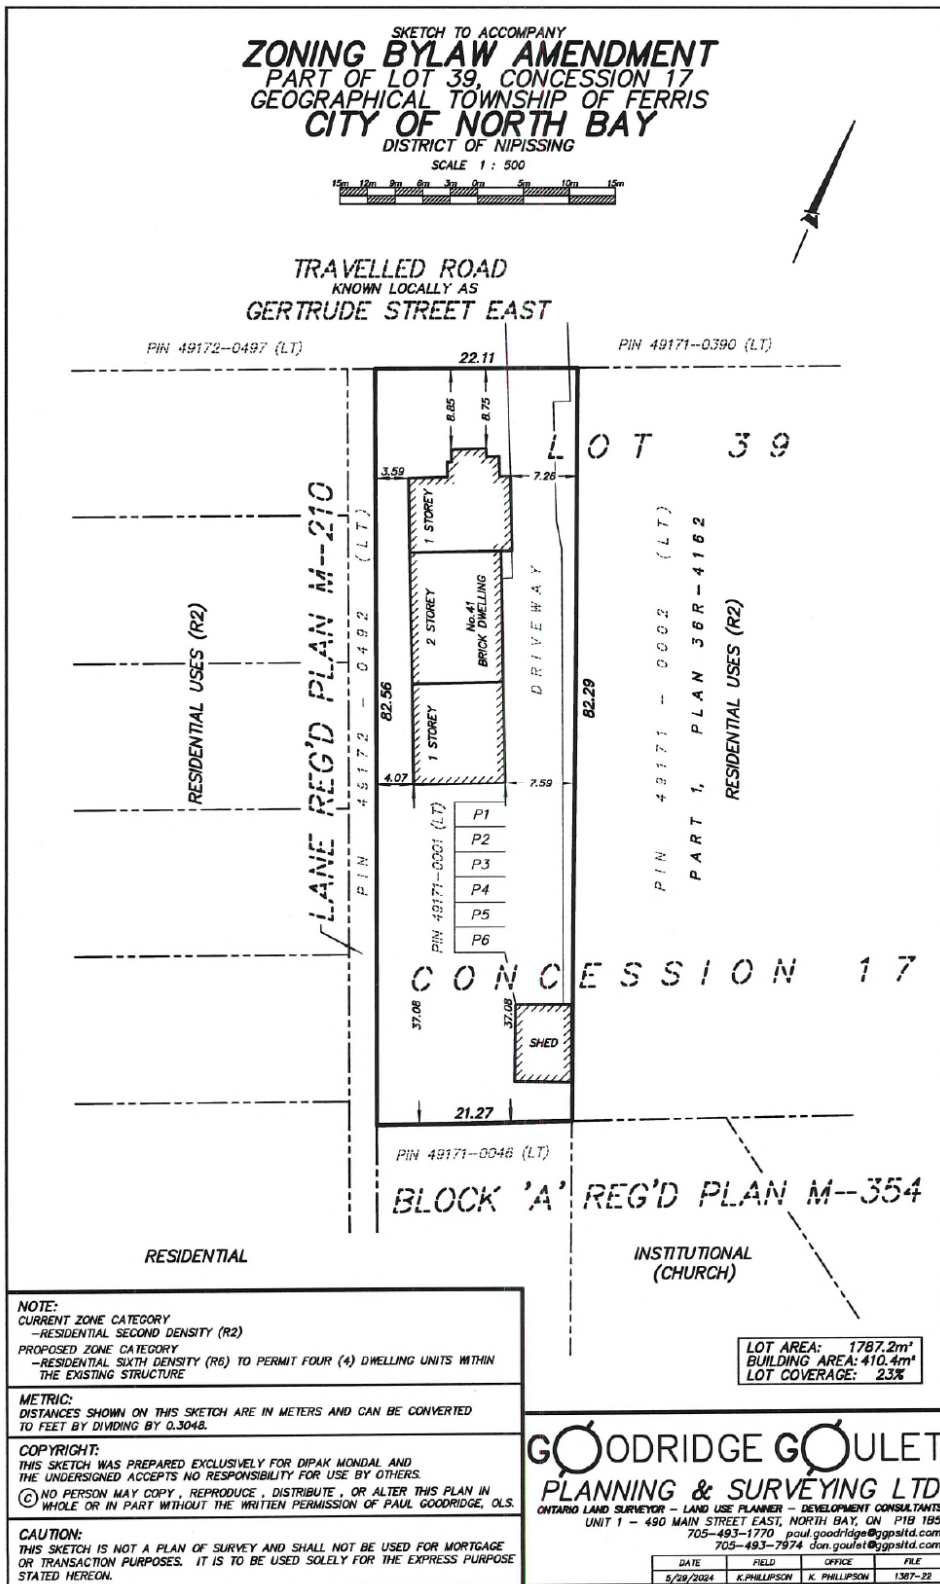 SKETCH TO ACCOMPANY
ZONING BYLAW AMENDMENT
PART OF LOT 39, CONCESSION 17
GEOGRAPHICAL TOWNSHIP OF FERRIS
CITY OF NORTH BAY
DISTRICT OF NIPISSING
SCALE 1 : 500
15m 12m 9m 6m 3m 0m 5m 10m 15m
TRAVELLED ROAD
KNOWN LOCALLY AS
GERTRUDE STREET EAST
PIN 49172-0497 (LT)
PIN 49171-0390 (LT)
22.11
8.85
8.75
LOT 39
3.59
7.26
1 STOREY
2 STOREY
No.41
BRICK DWELLING
1 STOREY
DRIVEWAY
LANE REG'D PLAN M-210
PIN 49172-0492 (LT)
RESIDENTIAL USES (R2)
82.56
82.29
PIN 49171-0002 (LT)
PART 1, PLAN 36R-4162
RESIDENTIAL USES (R2)
4.07
7.59
PIN 49171-0001 (LT)
P1
P2
P3
P4
P5
P6
CONCESSION 17
37.08
37.08
SHED
21.27
PIN 49171-0046 (LT)
BLOCK 'A' REG'D PLAN M-354
RESIDENTIAL
INSTITUTIONAL
(CHURCH)
NOTE:
CURRENT ZONE CATEGORY
-RESIDENTIAL SECOND DENSITY (R2)
PROPOSED ZONE CATEGORY
-RESIDENTIAL SIXTH DENSITY (R6) TO PERMIT FOUR (4) DWELLING UNITS WITHIN
THE EXISTING STRUCTURE
METRIC:
DISTANCES SHOWN ON THIS SKETCH ARE IN METERS AND CAN BE CONVERTED
TO FEET BY DIVIDING BY 0.3048.
COPYRIGHT:
THIS SKETCH WAS PREPARED EXCLUSIVELY FOR DIPAK MONDAL AND
THE UNDERSIGNED ACCEPTS NO RESPONSIBILITY FOR USE BY OTHERS.
© NO PERSON MAY COPY , REPRODUCE , DISTRIBUTE , OR ALTER THIS PLAN IN
WHOLE OR IN PART WITHOUT THE WRITTEN PERMISSION OF PAUL GOODRIDGE, OLS.
CAUTION:
THIS SKETCH IS NOT A PLAN OF SURVEY AND SHALL NOT BE USED FOR MORTGAGE
OR TRANSACTION PURPOSES. IT IS TO BE USED SOLELY FOR THE EXPRESS PURPOSE
STATED HEREON.
LOT AREA: 1787.2m²
BUILDING AREA: 410.4m²
LOT COVERAGE: 23%
GOODRIDGE GOULET
PLANNING & SURVEYING LTD
ONTARIO LAND SURVEYOR - LAND USE PLANNER - DEVELOPMENT CONSULTANTS
UNIT 1 - 490 MAIN STREET EAST, NORTH BAY, ON P1B 1B5
705-493-1770 paul.goodridge@ggpsltd.com
705-493-7974 don.goulet@ggpsltd.com
DATE FIELD OFFICE FILE
5/29/2024 K.PHILLIPSON K. PHILLIPSON 1387-22